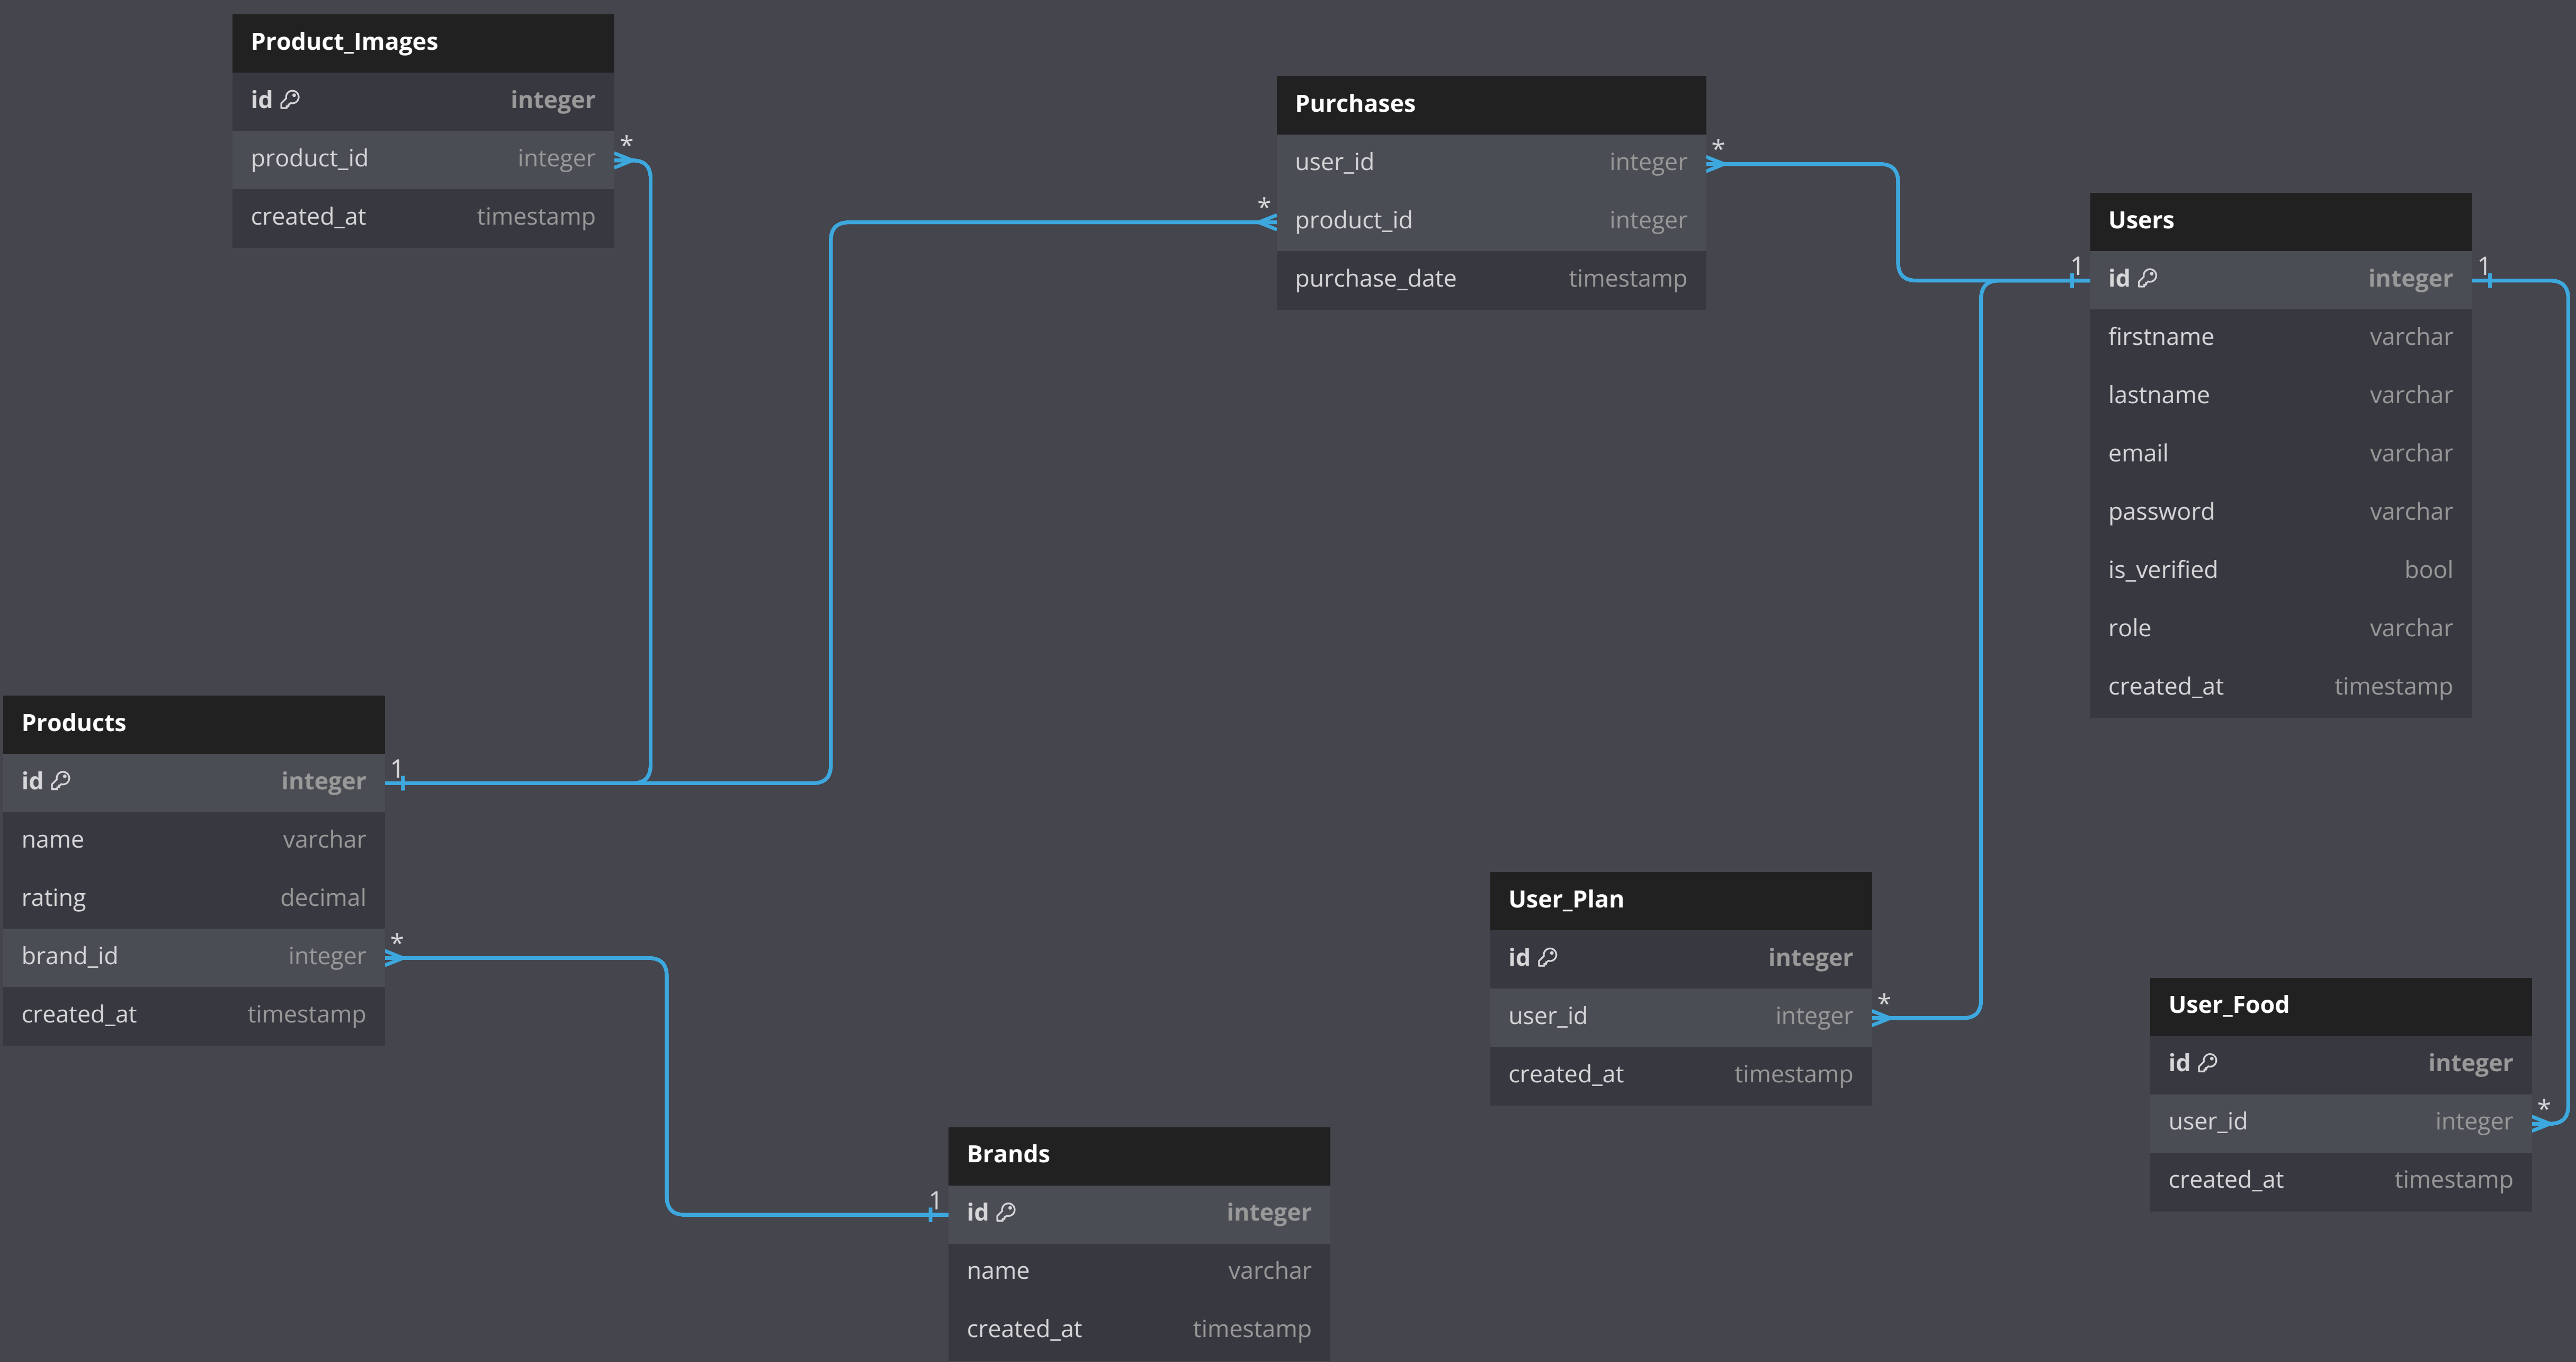 Product_Images
id integer
product_id integer *
created_at timestamp
Purchases
user_id integer *
* product_id integer
purchase_date timestamp
Users
1 id integer 1
firstname varchar
lastname varchar
email varchar
password varchar
is_verified bool
role varchar
created_at timestamp
Products
id integer 1
name varchar
rating decimal
brand_id integer *
created_at timestamp
User_Plan
id integer
user_id integer *
created_at timestamp
User_Food
id integer
user_id integer *
created_at timestamp
Brands
1 id integer
name varchar
created_at timestamp